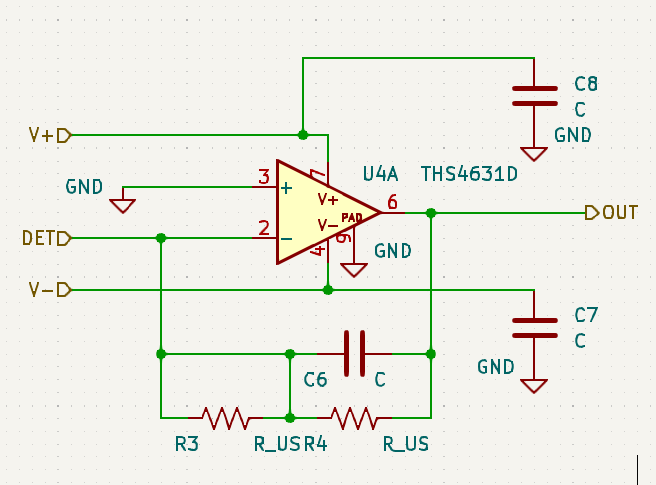 C8
C
V+
GND
7
U4A THS4631D
GND
3
+
V+
6
OUT
PAD
V-
DET
2
-
4
9
GND
V-
C7
C
GND
C6 C
R3 R_US R4 R_US